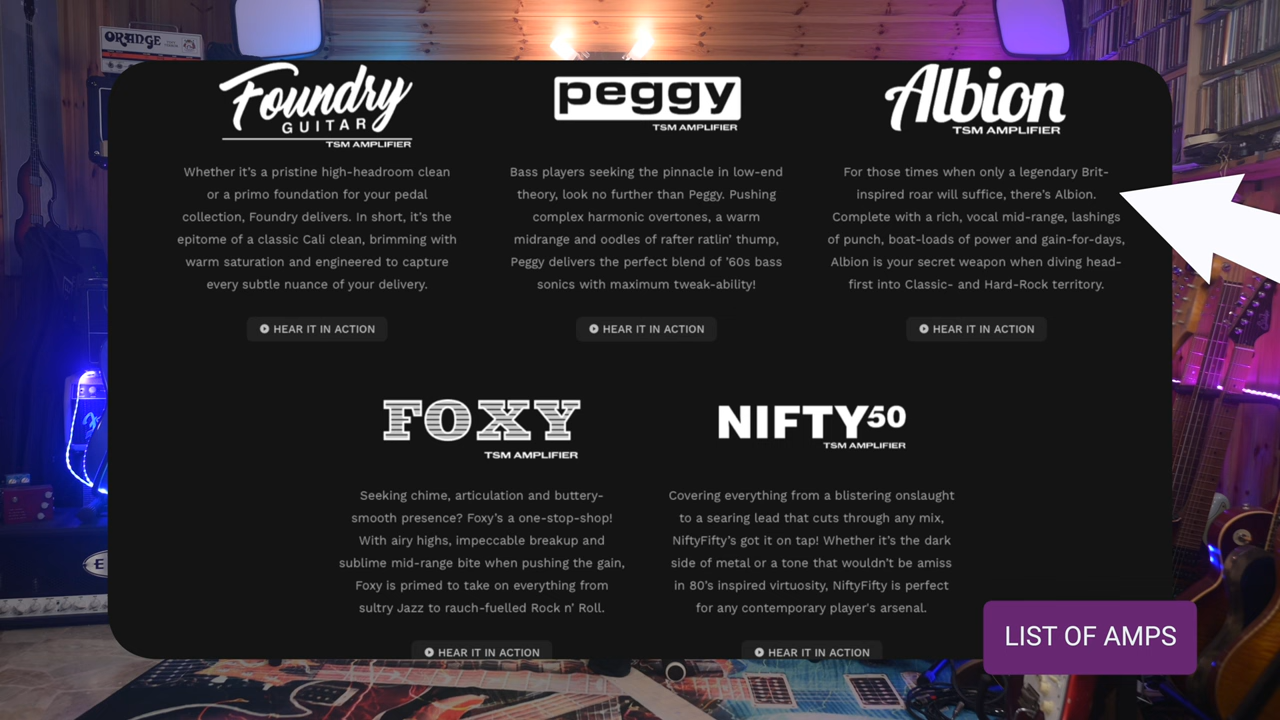 ORANGE
Foundry
GUITAR
TSM AMPLIFIER
Whether it's a pristine high-headroom clean
or a primo foundation for your pedal
collection, Foundry delivers. In short, it's the
epitome of a classic Cali clean, brimming with
warm saturation and engineered to capture
every subtle nuance of your delivery.
HEAR IT IN ACTION
peggy
TSM AMPLIFIER
Bass players seeking the pinnacle in low-end
theory, look no further than Peggy. Pushing
complex harmonic overtones, a warm
midrange and oodles of rafter ratlin' thump,
Peggy delivers the perfect blend of '60s bass
sonics with maximum tweak-ability!
HEAR IT IN ACTION
Albion
TSM AMPLIFIER
For those times when only a legendary Brit-
inspired roar will suffice, there's Albion.
Complete with a rich, vocal mid-range, lashings
of punch, boat-loads of power and gain-for-days,
Albion is your secret weapon when diving head-
first into Classic- and Hard-Rock territory.
HEAR IT IN ACTION
FOXY
TSM AMPLIFIER
Seeking chime, articulation and buttery-
smooth presence? Foxy's a one-stop-shop!
With airy highs, impeccable breakup and
sublime mid-range bite when pushing the gain,
Foxy is primed to take on everything from
sultry Jazz to rauch-fuelled Rock n' Roll.
HEAR IT IN ACTION
NIFTY50
TSM AMPLIFIER
Covering everything from a blistering onslaught
to a searing lead that cuts through any mix,
NiftyFifty's got it on tap! Whether it's the dark
side of metal or a tone that wouldn't be amiss
in 80's inspired virtuosity, NiftyFifty is perfect
for any contemporary player's arsenal.
HEAR IT IN ACTION
LIST OF AMPS